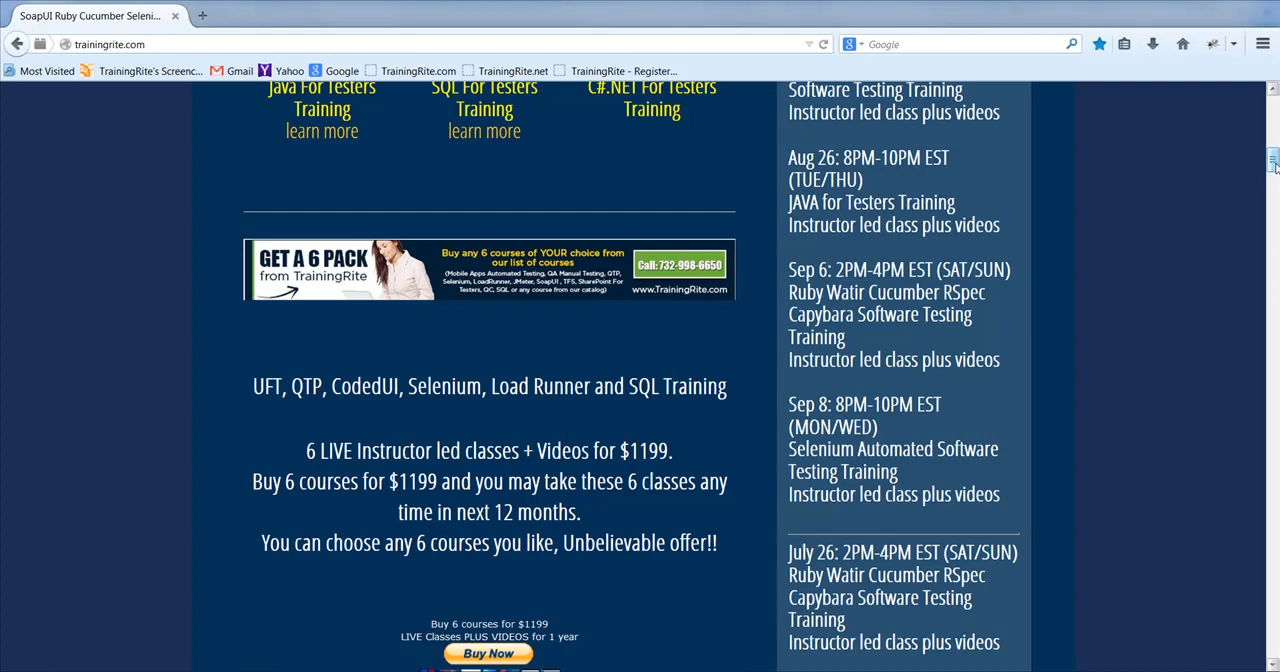 SoapUI Ruby Cucumber Seleni...
trainingrite.com
Google
Most Visited
TrainingRite's Screenc...
Gmail
Yahoo
Google
TrainingRite.com
TrainingRite.net
TrainingRite - Register...
Java For Testers
Training
learn more
SQL For Testers
Training
learn more
C#.NET For Testers
Training
GET A 6 PACK
from TrainingRite
Buy any 6 courses of YOUR choice from
our list of courses
(Mobile Apps Automated Testing, QA Manual Testing, QTP,
Selenium, LoadRunner, JMeter, SoapUI , TFS, SharePoint For
Testers, QC, SQL or any course from our catalog)
Call: 732-998-6650
www.TrainingRite.com
UFT, QTP, CodedUI, Selenium, Load Runner and SQL Training
6 LIVE Instructor led classes + Videos for $1199.
Buy 6 courses for $1199 and you may take these 6 classes any
time in next 12 months.
You can choose any 6 courses you like, Unbelievable offer!!
Buy 6 courses for $1199
LIVE Classes PLUS VIDEOS for 1 year
Buy Now
Software Testing Training
Instructor led class plus videos
Aug 26: 8PM-10PM EST
(TUE/THU)
JAVA for Testers Training
Instructor led class plus videos
Sep 6: 2PM-4PM EST (SAT/SUN)
Ruby Watir Cucumber RSpec
Capybara Software Testing
Training
Instructor led class plus videos
Sep 8: 8PM-10PM EST
(MON/WED)
Selenium Automated Software
Testing Training
Instructor led class plus videos
July 26: 2PM-4PM EST (SAT/SUN)
Ruby Watir Cucumber RSpec
Capybara Software Testing
Training
Instructor led class plus videos